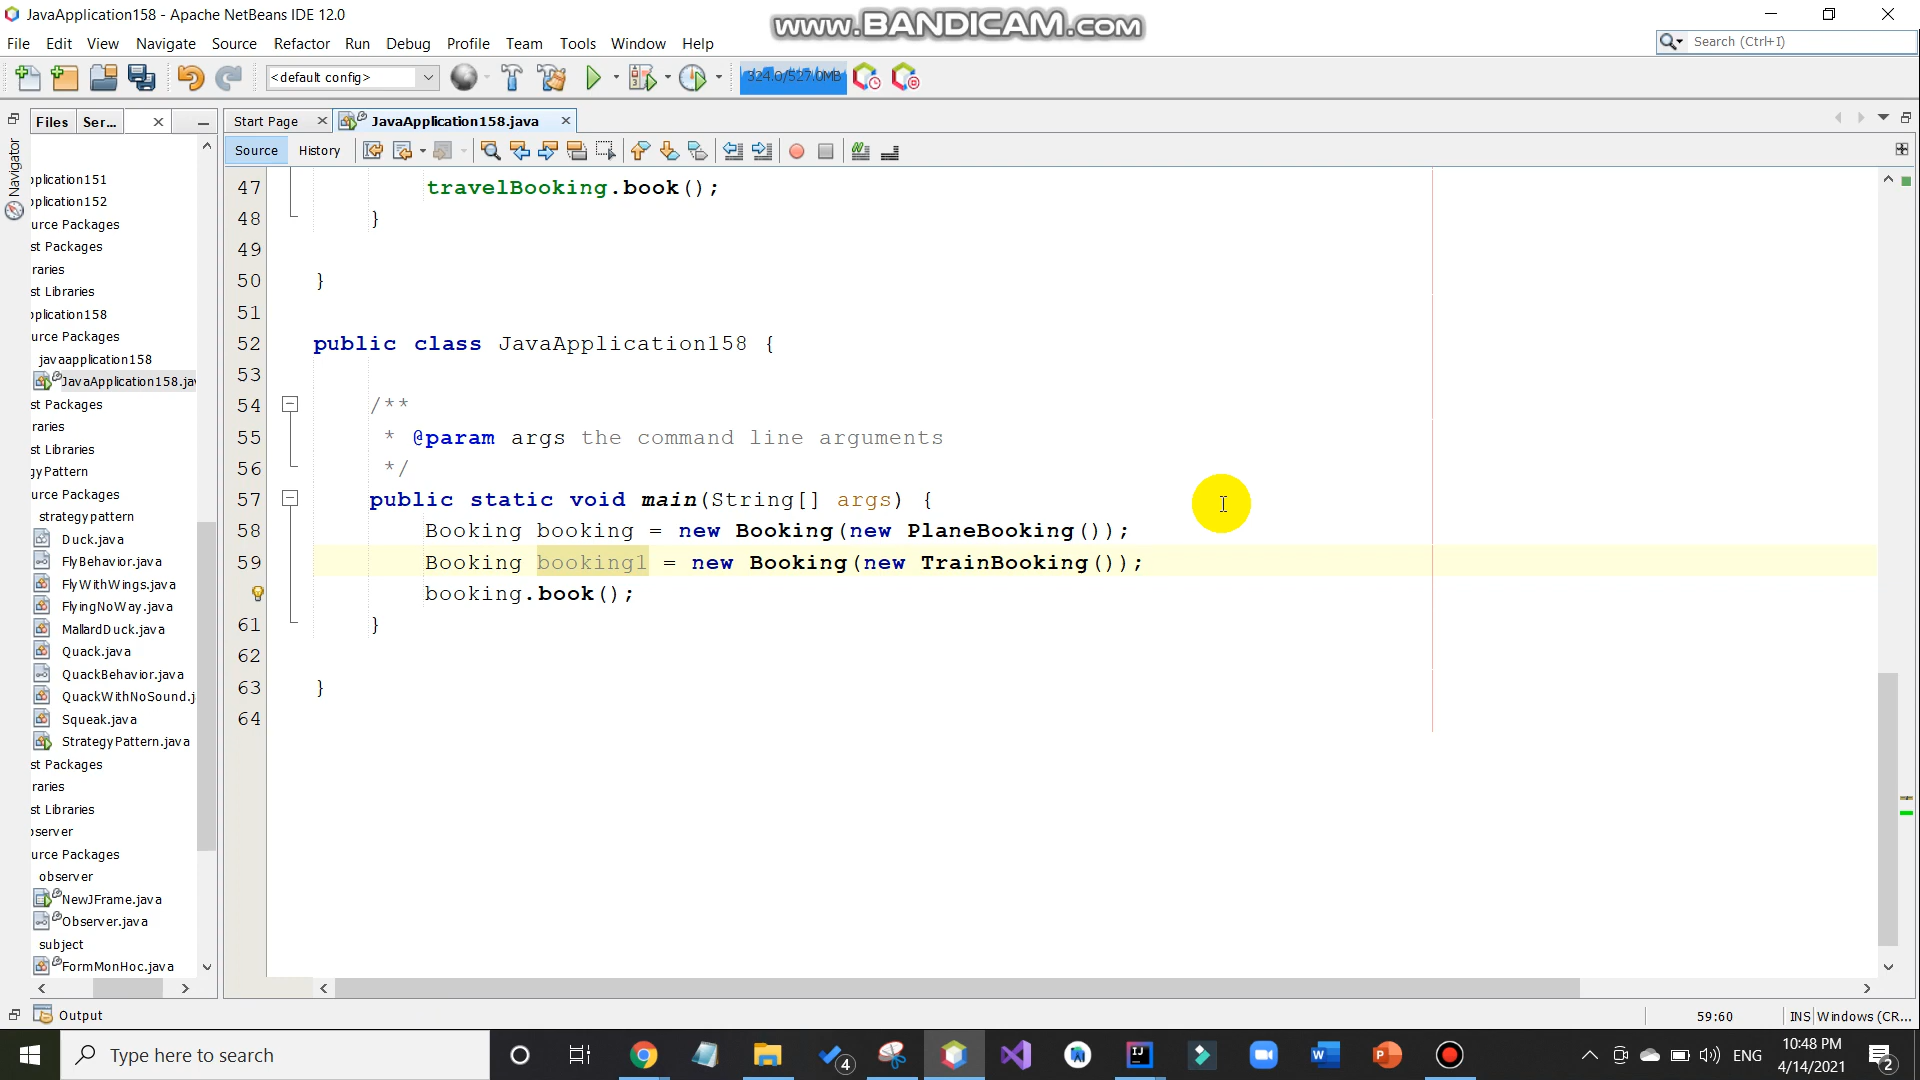 JavaApplication158 - Apache NetBeans IDE 12.0
www.BANDICAM.com
File Edit View Navigate Source Refactor Run Debug Profile Team Tools Window Help
Search (Ctrl+I)
<default config>
324.0/527.0MB
Files Ser...
Start Page JavaApplication158.java
Source History
Navigator
plication151
plication152
urce Packages
st Packages
raries
st Libraries
plication158
urce Packages
javaapplication158
JavaApplication158.jav
st Packages
raries
st Libraries
gyPattern
urce Packages
strategypattern
Duck.java
FlyBehavior.java
FlyWithWings.java
FlyingNoWay.java
MallardDuck.java
Quack.java
QuackBehavior.java
QuackWithNoSound.j
Squeak.java
StrategyPattern.java
st Packages
raries
st Libraries
bserver
urce Packages
observer
NewJFrame.java
Observer.java
subject
FormMonHoc.java
47 travelBooking.book();
48 }
49
50 }
51
52 public class JavaApplication158 {
53
54 /**
55 * @param args the command line arguments
56 */
57 public static void main(String[] args) {
58 Booking booking = new Booking(new PlaneBooking());
59 Booking booking1 = new Booking(new TrainBooking());
booking.book();
61 }
62
63 }
64
Output
59:60 INS Windows (CR...
Type here to search
4
ENG
10:48 PM
4/14/2021
2